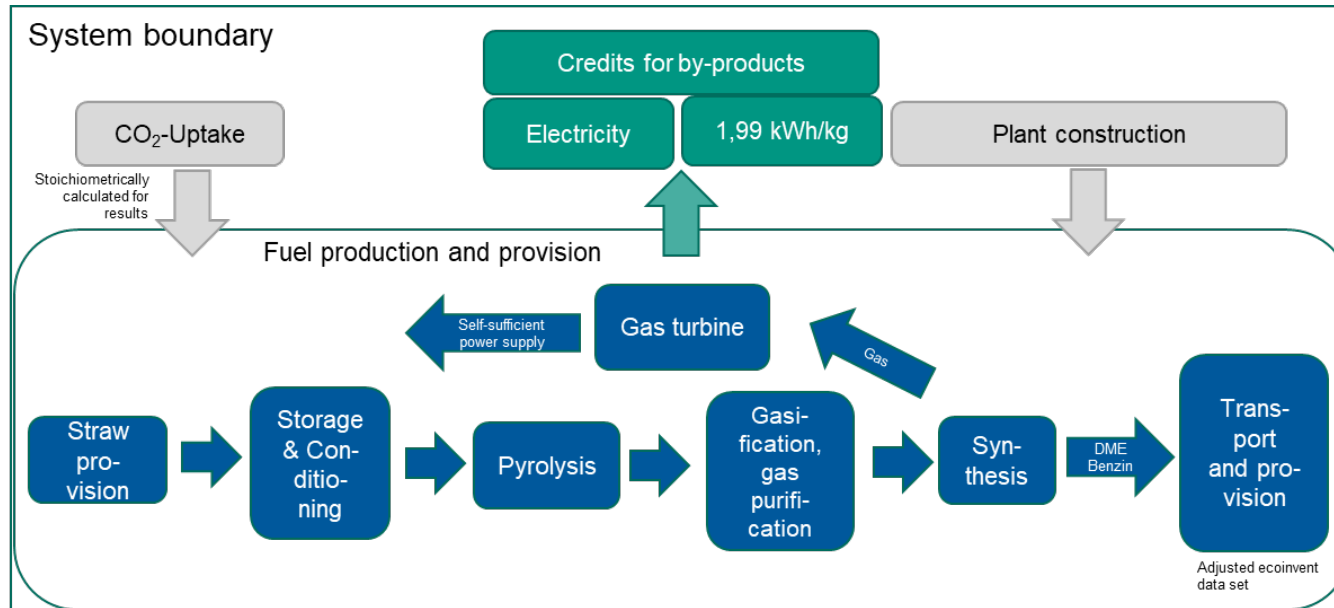 System boundary
Credits for by-products
CO₂-Uptake
Electricity
1,99 kWh/kg
Plant construction
Stoichiometrically
calculated for
results
Fuel production and provision
Self-sufficient
power supply
Gas turbine
Gas
Straw
pro-
vision
Storage
& Con-
ditio-
ning
Pyrolysis
Gasi-
fication,
gas
purifi-
cation
Syn-
thesis
DME
Benzin
Trans-
port
and pro-
vision
Adjusted ecoinvent
data set